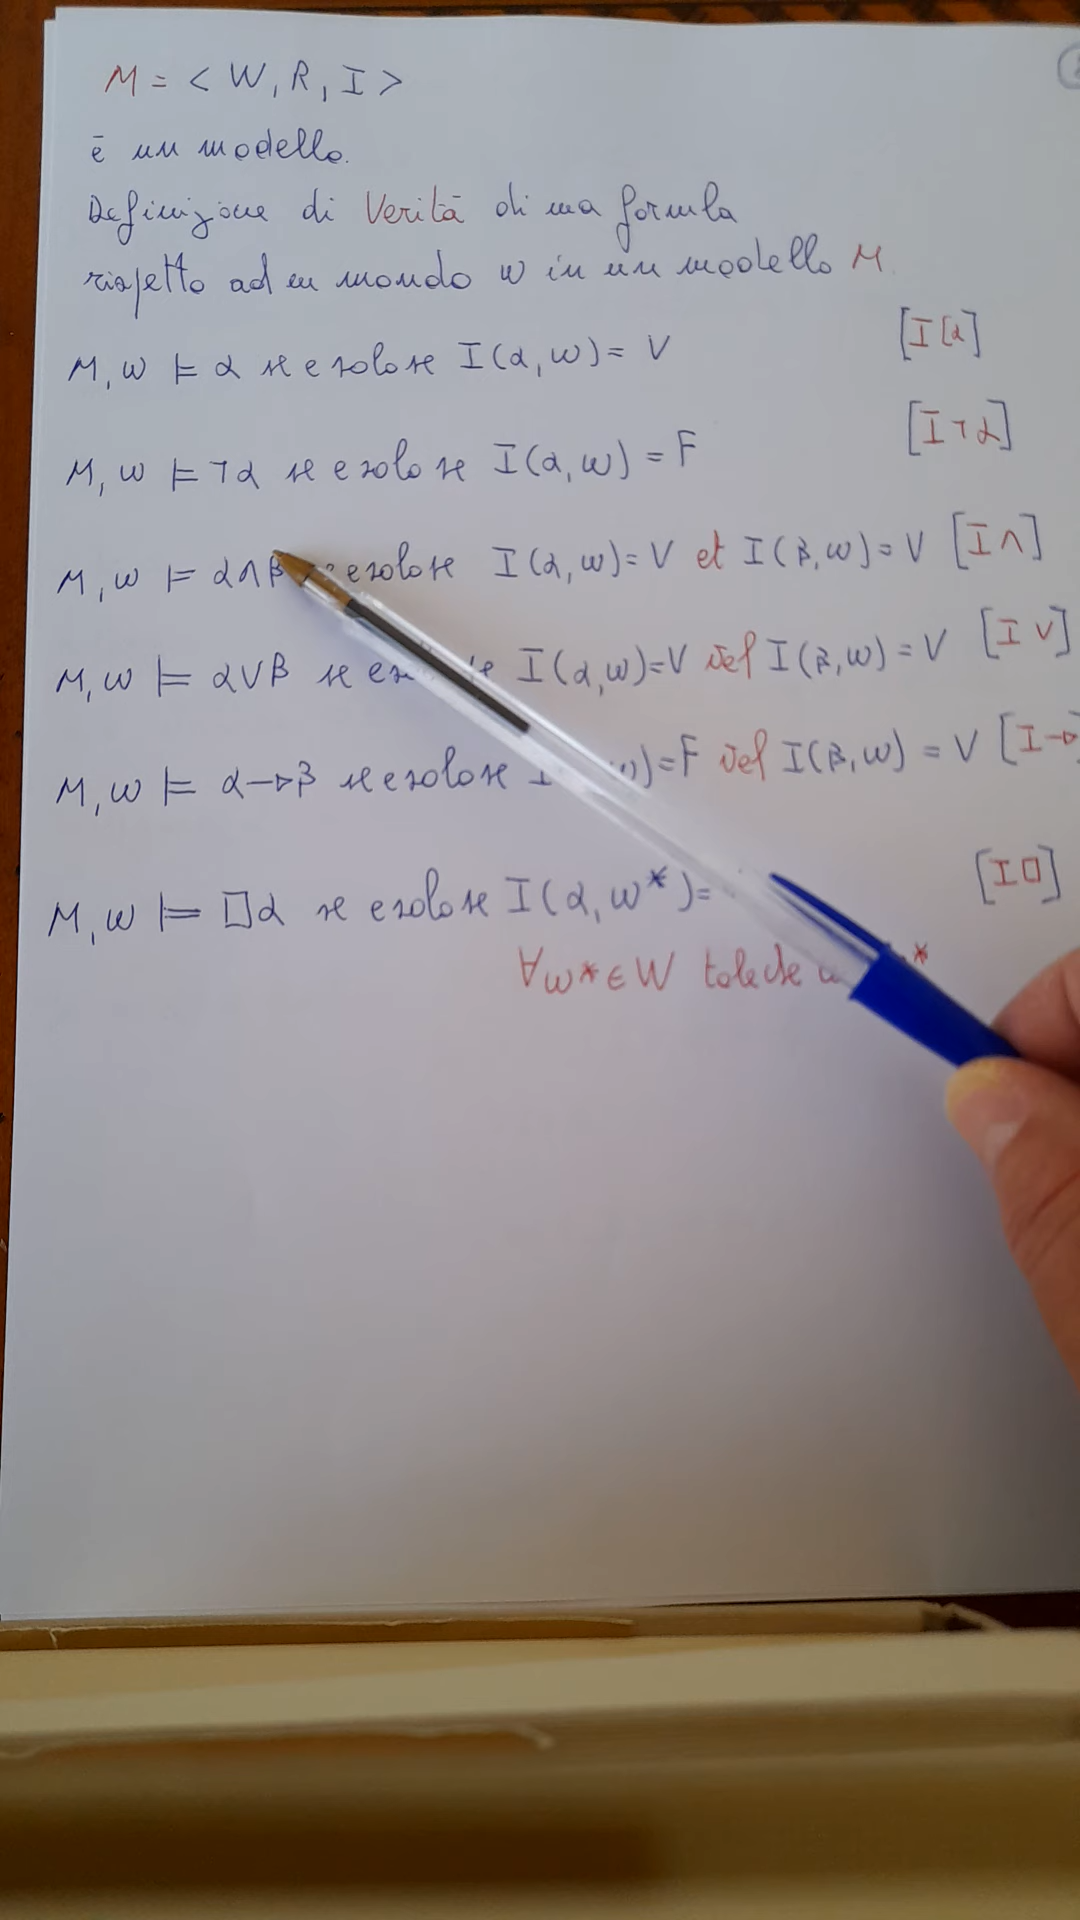 M = < W, R, I >
è un modello.
Definizione di Verità di una formula
rispetto ad un mondo w in un modello M.
M, w ⊨ α se e solo se I(α, w) = V [I α]
M, w ⊨ ¬α se e solo se I(α, w) = F [I ¬α]
M, w ⊨ α∧β se e solo se I(α, w) = V et I(β, w) = V [I ∧]
M, w ⊨ α∨β se e I(α, w) = V vel I(β, w) = V [I ∨]
M, w ⊨ α→β se e solo se I w) = F vel I(β, w) = V [I →]
M, w ⊨ □α se e solo se I(α, w*) = [I □]
∀w* ∈ W tale che *